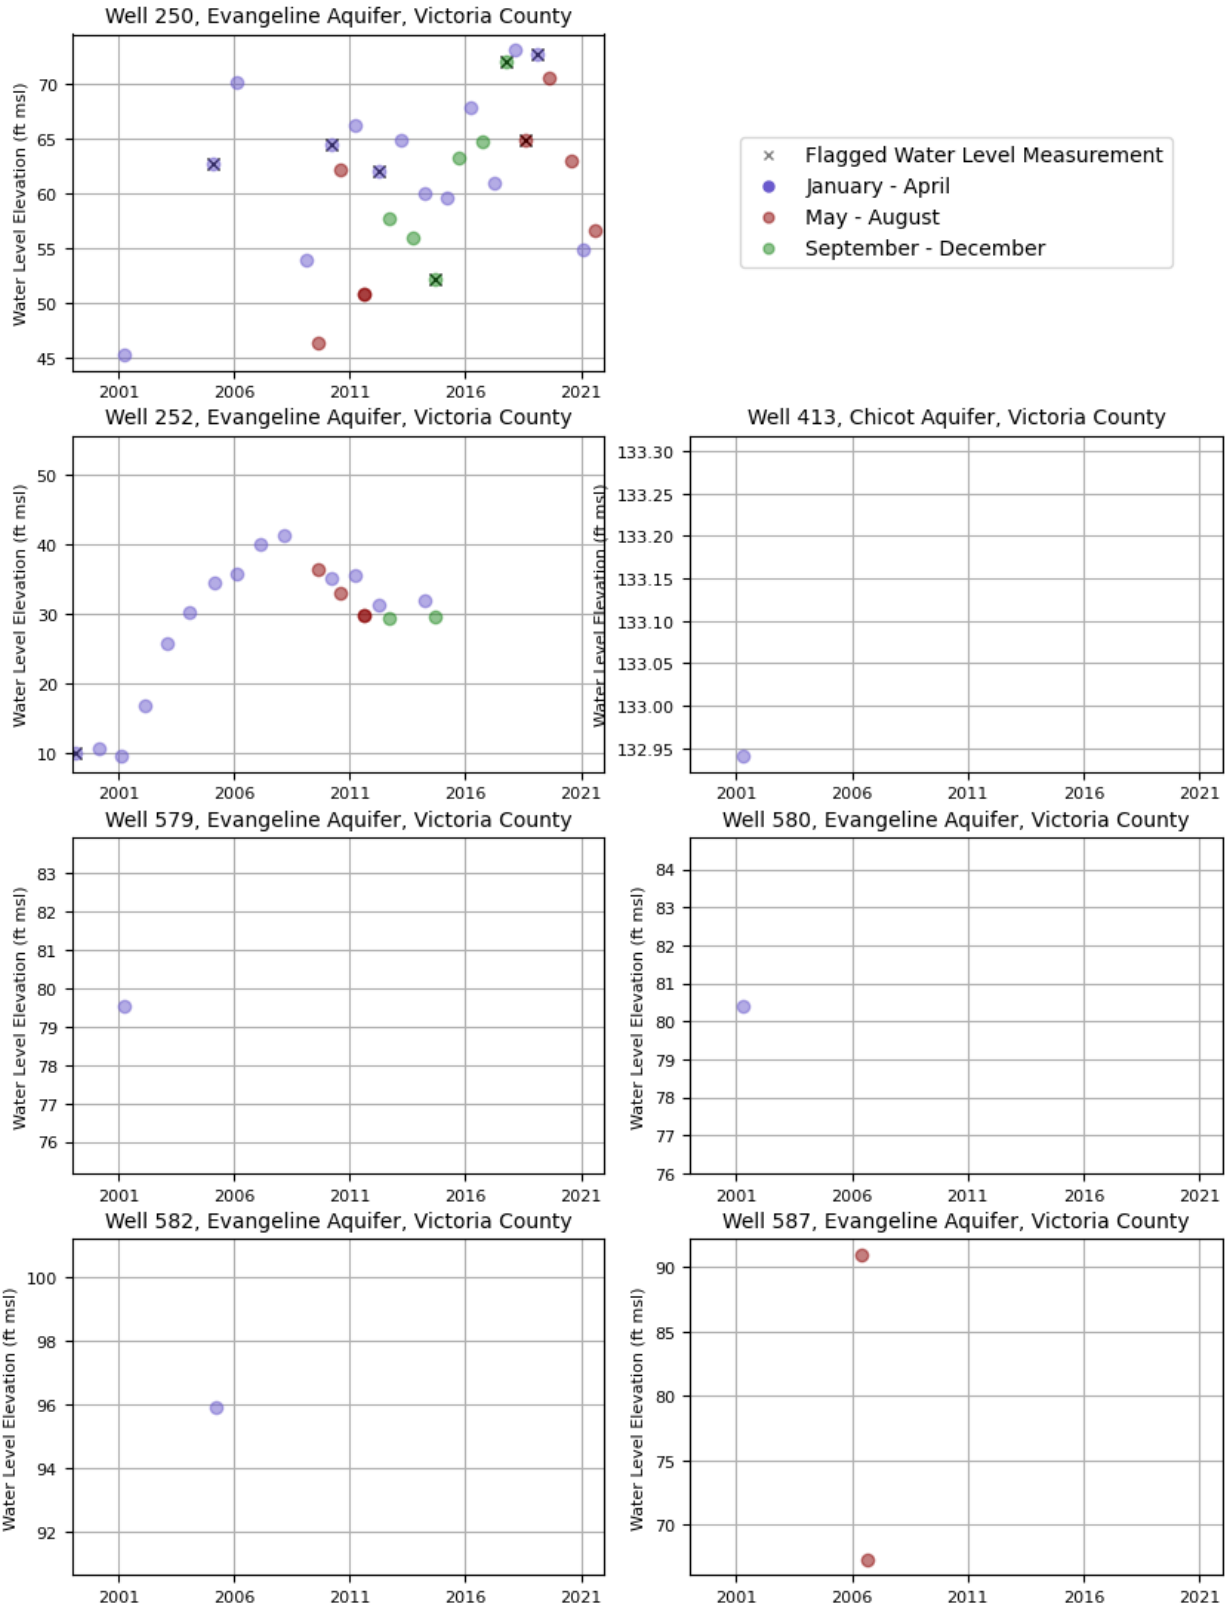 Well 250, Evangeline Aquifer, Victoria County
Water Level Elevation (ft msl)
70
65
60
55
50
45
2001 2006 2011 2016 2021
Flagged Water Level Measurement
January - April
May - August
September - December
Well 252, Evangeline Aquifer, Victoria County
Water Level Elevation (ft msl)
50
40
30
20
10
2001 2006 2011 2016 2021
Well 413, Chicot Aquifer, Victoria County
Water Level Elevation (ft msl)
133.30
133.25
133.20
133.15
133.10
133.05
133.00
132.95
2001 2006 2011 2016 2021
Well 579, Evangeline Aquifer, Victoria County
Water Level Elevation (ft msl)
83
82
81
80
79
78
77
76
2001 2006 2011 2016 2021
Well 580, Evangeline Aquifer, Victoria County
Water Level Elevation (ft msl)
84
83
82
81
80
79
78
77
76
2001 2006 2011 2016 2021
Well 582, Evangeline Aquifer, Victoria County
Water Level Elevation (ft msl)
100
98
96
94
92
2001 2006 2011 2016 2021
Well 587, Evangeline Aquifer, Victoria County
Water Level Elevation (ft msl)
90
85
80
75
70
2001 2006 2011 2016 2021